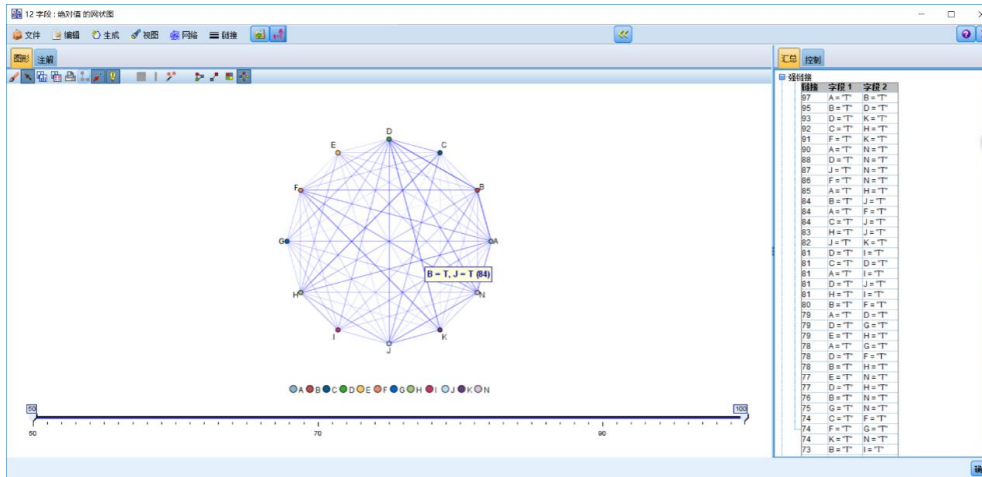 12 字段 : 绝对值 的网状图
文件 编辑 生成 视图 网络 链接
图形 注解
汇总 控制
强链接
链接 字段 1 字段 2
97 A = "T" B = "T"
95 B = "T" D = "T"
93 D = "T" K = "T"
92 C = "T" H = "T"
91 F = "T" K = "T"
90 A = "T" N = "T"
88 D = "T" N = "T"
87 J = "T" N = "T"
86 F = "T" N = "T"
85 A = "T" H = "T"
84 B = "T" J = "T"
84 A = "T" F = "T"
84 C = "T" J = "T"
83 H = "T" J = "T"
82 J = "T" K = "T"
81 D = "T" I = "T"
81 C = "T" D = "T"
81 A = "T" I = "T"
81 D = "T" J = "T"
81 H = "T" I = "T"
80 B = "T" F = "T"
79 A = "T" D = "T"
79 D = "T" G = "T"
79 E = "T" H = "T"
78 A = "T" G = "T"
78 D = "T" F = "T"
78 B = "T" H = "T"
77 E = "T" N = "T"
77 D = "T" H = "T"
76 B = "T" N = "T"
75 G = "T" N = "T"
74 C = "T" F = "T"
74 F = "T" G = "T"
74 K = "T" N = "T"
73 B = "T" I = "T"
D
E C
F B
G A
B = T, J = T (84)
H N
I K
J
A B C D E F G H I J K N
50 100
50 70 90
确